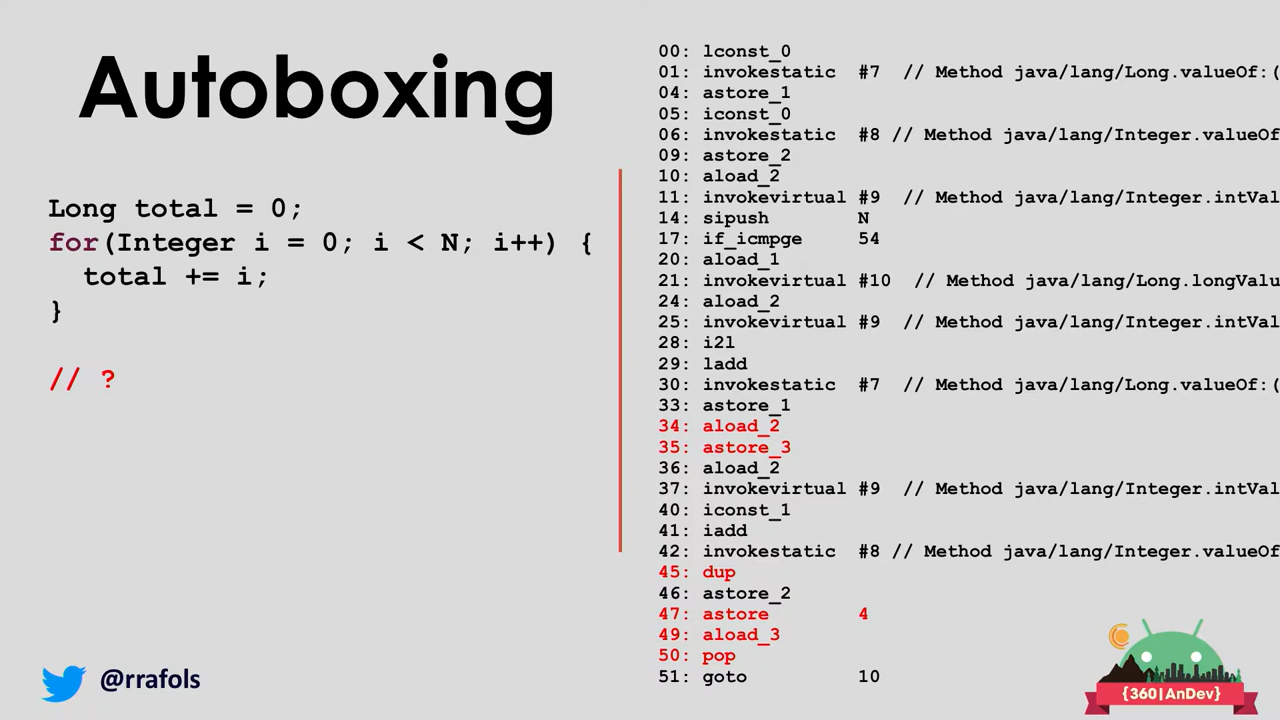 Autoboxing
Long total = 0;
for(Integer i = 0; i < N; i++) {
total += i;
}
// ?
@rrafols
00: lconst_0
01: invokestatic #7 // Method java/lang/Long.valueOf:(
04: astore_1
05: iconst_0
06: invokestatic #8 // Method java/lang/Integer.valueOf
09: astore_2
10: aload_2
11: invokevirtual #9 // Method java/lang/Integer.intVal
14: sipush N
17: if_icmpge 54
20: aload_1
21: invokevirtual #10 // Method java/lang/Long.longValu
24: aload_2
25: invokevirtual #9 // Method java/lang/Integer.intVal
28: i2l
29: ladd
30: invokestatic #7 // Method java/lang/Long.valueOf:(
33: astore_1
34: aload_2
35: astore_3
36: aload_2
37: invokevirtual #9 // Method java/lang/Integer.intVal
40: iconst_1
41: iadd
42: invokestatic #8 // Method java/lang/Integer.valueOf
45: dup
46: astore_2
47: astore 4
49: aload_3
50: pop
51: goto 10
{360|AnDev}